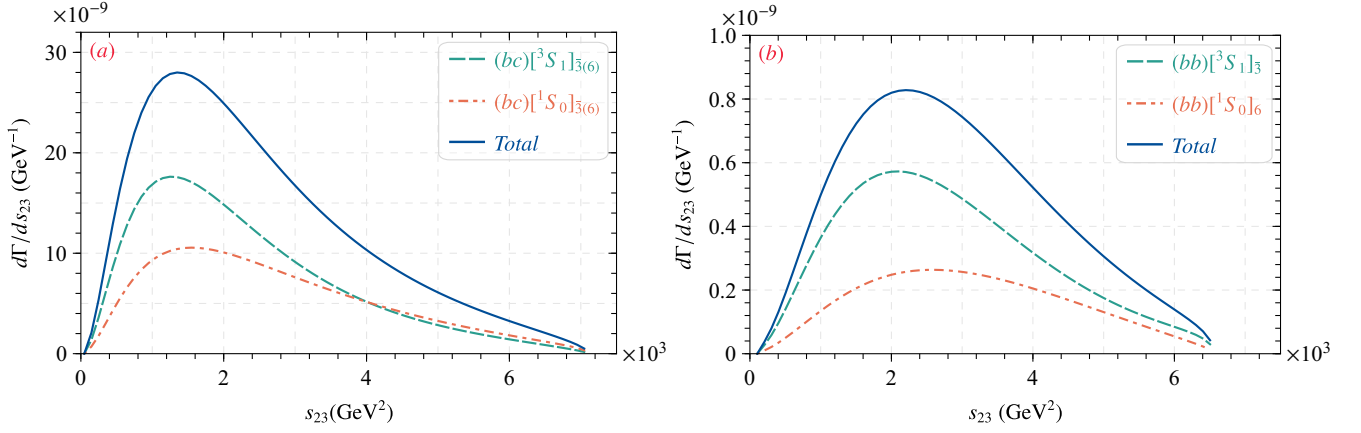 ×10⁻⁹
(a)
(bc)[³S₁]_{3̄(6)}
(bc)[¹S₀]_{3̄(6)}
Total
dΓ/ds₂₃ (GeV⁻¹)
30
20
10
0
0 2 4 6
×10³
s₂₃(GeV²)
×10⁻⁹
(b)
(bb)[³S₁]_{3̄}
(bb)[¹S₀]₆
Total
dΓ/ds₂₃ (GeV⁻¹)
1.0
0.8
0.6
0.4
0.2
0
0 2 4 6
×10³
s₂₃ (GeV²)